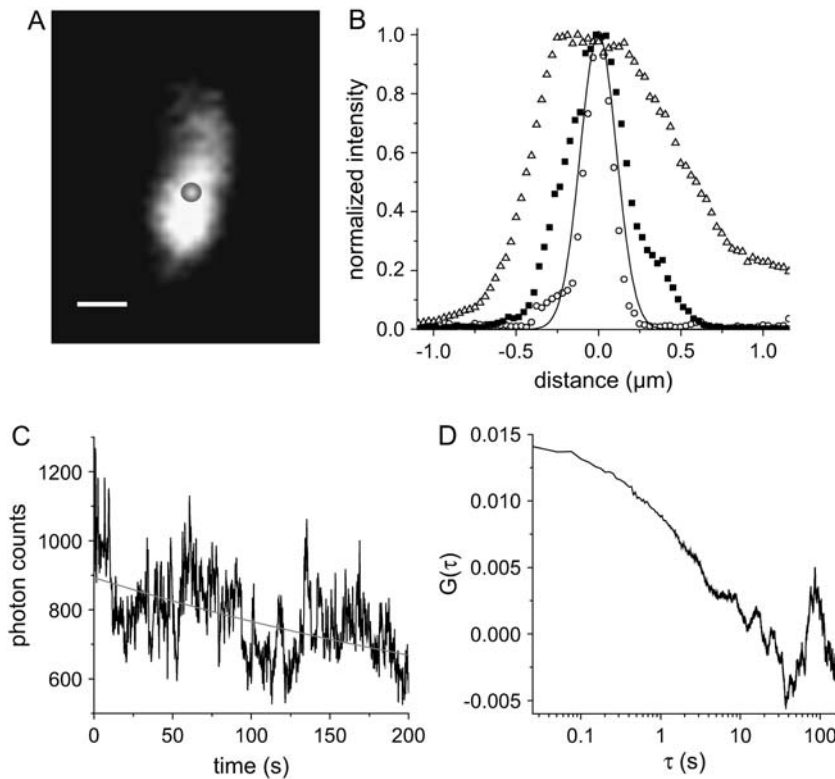 A
B
1.0
0.8
0.6
0.4
0.2
0.0
normalized intensity
-1.0
-0.5
0.0
0.5
1.0
distance (μm)
C
1200
1000
800
600
photon counts
0
50
100
150
200
time (s)
D
0.015
0.010
0.005
0.000
-0.005
G(τ)
0.1
1
10
100
τ (s)